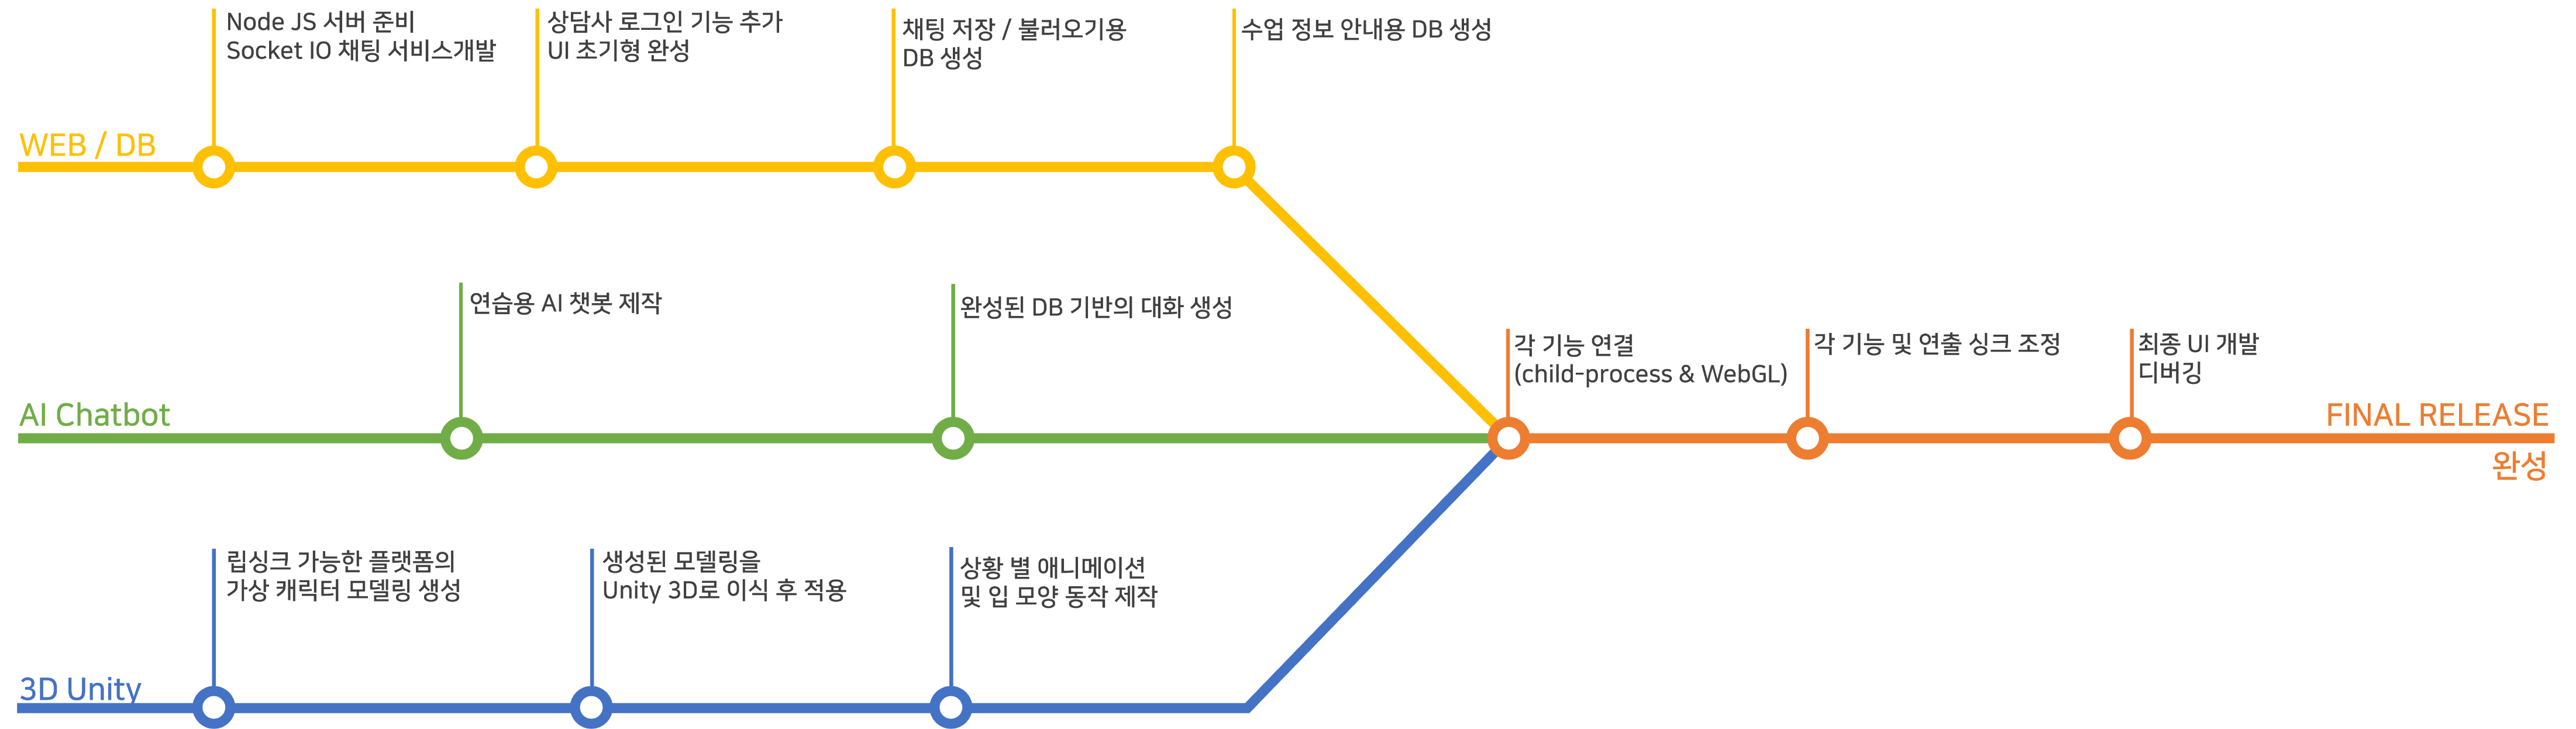 Node JS 서버 준비
Socket IO 채팅 서비스개발
상담사 로그인 기능 추가
UI 초기형 완성
채팅 저장 / 불러오기용
DB 생성
수업 정보 안내용 DB 생성
WEB / DB
연습용 AI 챗봇 제작
완성된 DB 기반의 대화 생성
각 기능 연결
(child-process & WebGL)
각 기능 및 연출 싱크 조정
최종 UI 개발
디버깅
AI Chatbot
FINAL RELEASE
완성
립싱크 가능한 플랫폼의
가상 캐릭터 모델링 생성
생성된 모델링을
Unity 3D로 이식 후 적용
상황 별 애니메이션
및 입 모양 동작 제작
3D Unity